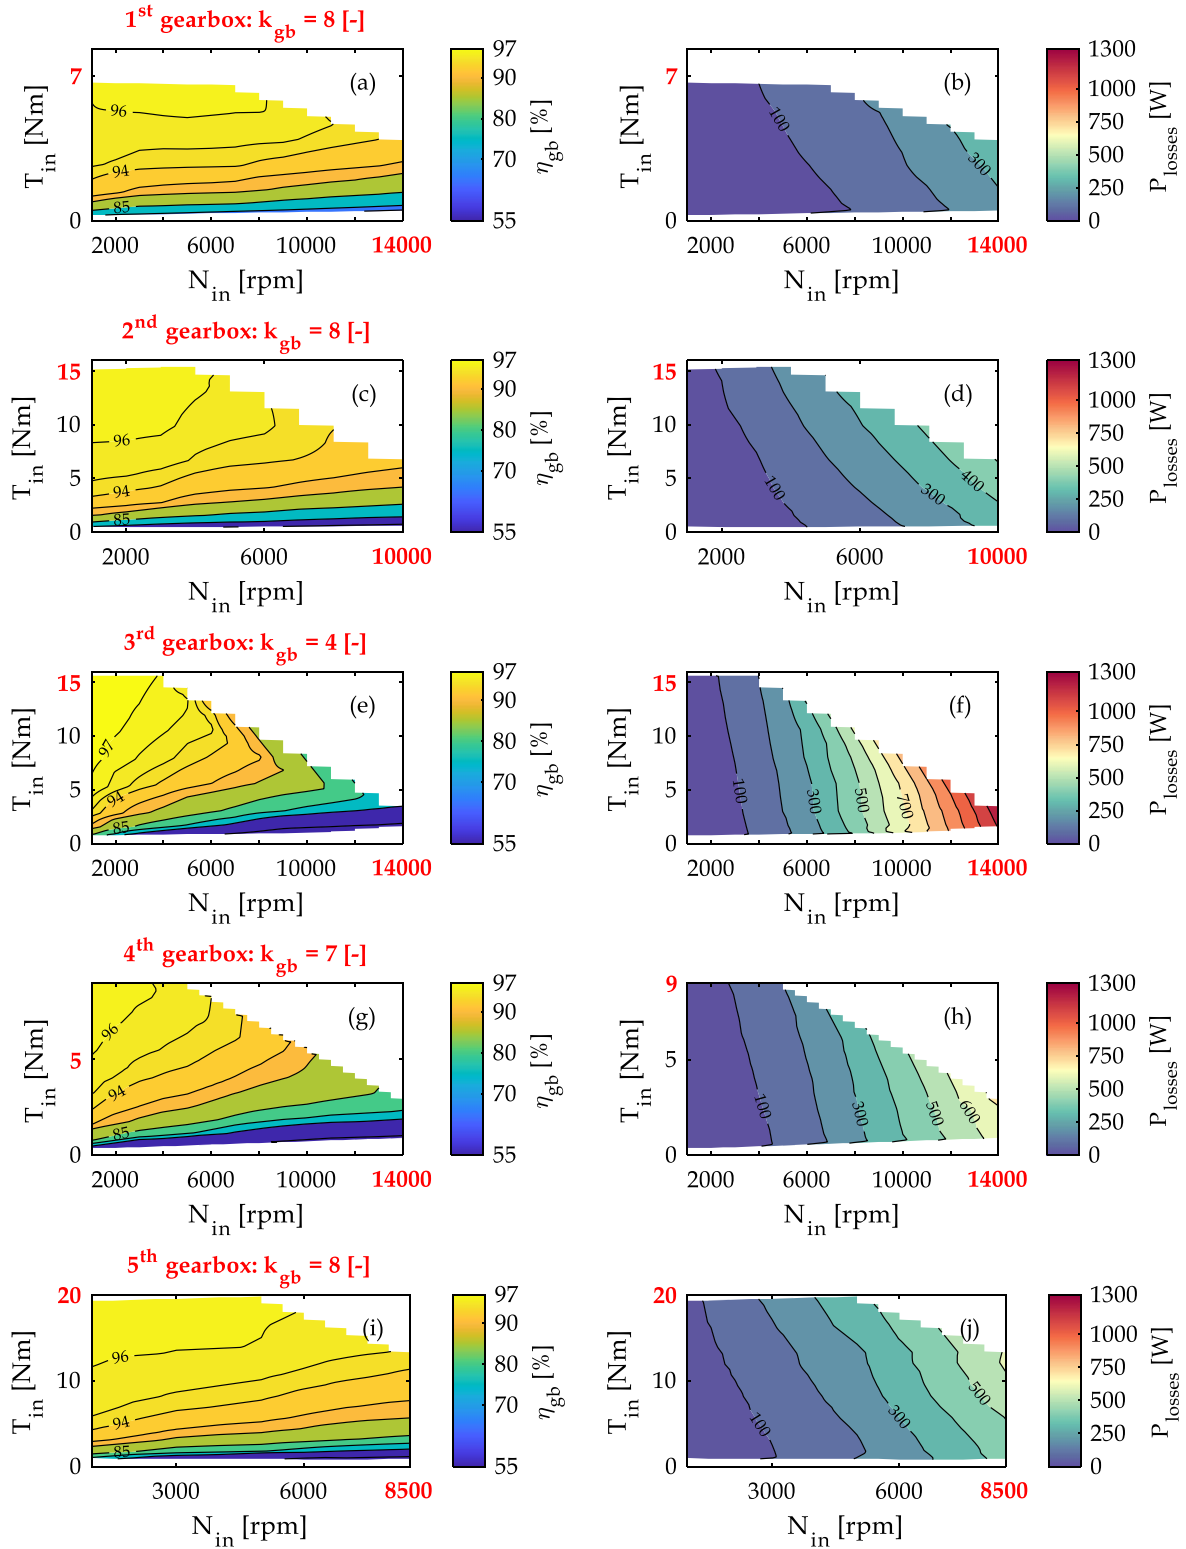 1st gearbox: kgb = 8 [-]
(a)
7
0
Tin [Nm]
96
94
85
2000 6000 10000 14000
Nin [rpm]
97
90
80
70
55
ηgb [%]
(b)
7
0
Tin [Nm]
100
300
2000 6000 10000 14000
Nin [rpm]
1300
1000
750
500
250
0
Plosses [W]
2nd gearbox: kgb = 8 [-]
(c)
15
10
5
0
Tin [Nm]
96
94
85
2000 6000 10000
Nin [rpm]
97
90
80
70
55
ηgb [%]
(d)
15
10
5
0
Tin [Nm]
100
300
400
2000 6000 10000
Nin [rpm]
1300
1000
750
500
250
0
Plosses [W]
3rd gearbox: kgb = 4 [-]
(e)
15
10
5
0
Tin [Nm]
97
94
85
2000 6000 10000 14000
Nin [rpm]
97
90
80
70
55
ηgb [%]
(f)
15
10
5
0
Tin [Nm]
100
300
500
700
2000 6000 10000 14000
Nin [rpm]
1300
1000
750
500
250
0
Plosses [W]
4th gearbox: kgb = 7 [-]
(g)
5
0
Tin [Nm]
96
94
85
2000 6000 10000 14000
Nin [rpm]
97
90
80
70
55
ηgb [%]
(h)
9
5
0
Tin [Nm]
100
300
500
600
2000 6000 10000 14000
Nin [rpm]
1300
1000
750
500
250
0
Plosses [W]
5th gearbox: kgb = 8 [-]
(i)
20
10
0
Tin [Nm]
96
94
85
3000 6000 8500
Nin [rpm]
97
90
80
70
55
ηgb [%]
(j)
20
10
0
Tin [Nm]
100
300
500
3000 6000 8500
Nin [rpm]
1300
1000
750
500
250
0
Plosses [W]